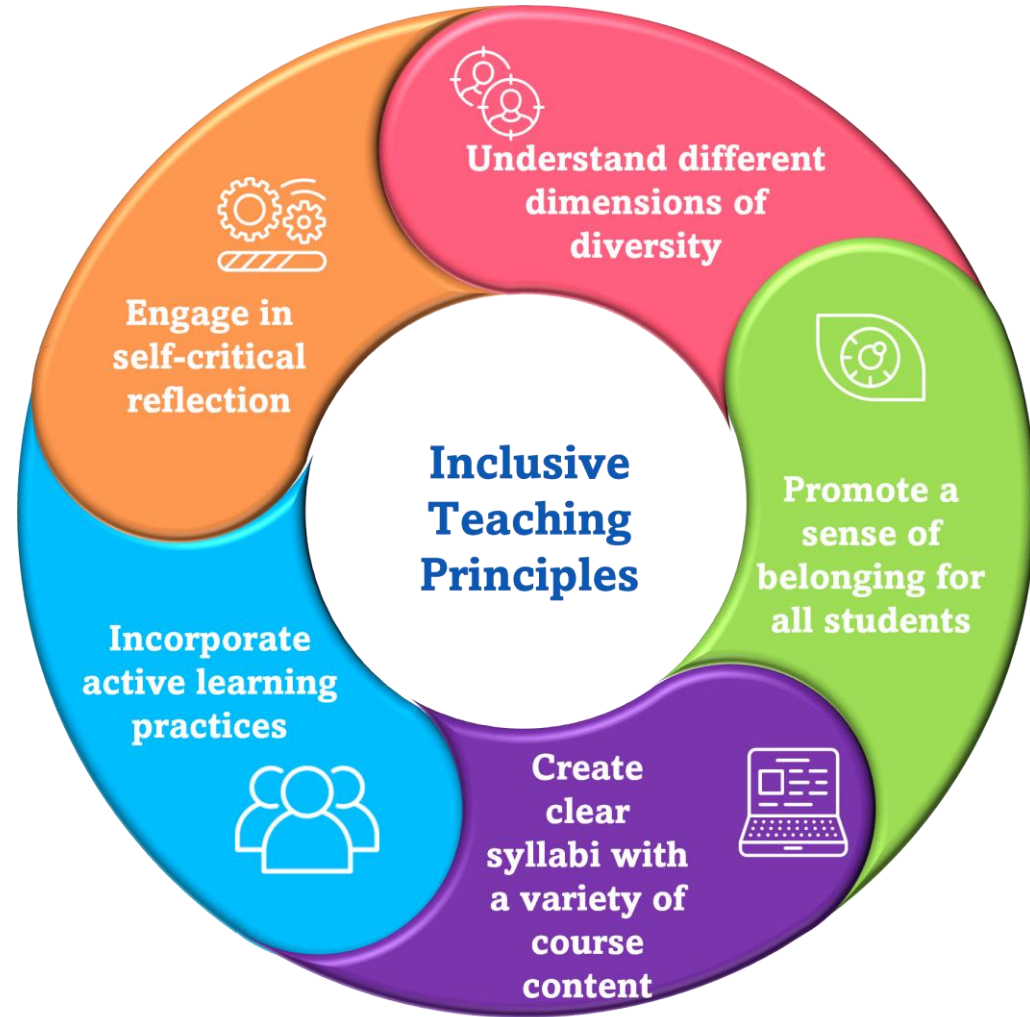 Inclusive
Teaching
Principles
Understand different
dimensions of
diversity
Promote a
sense of
belonging for
all students
Create
clear
syllabi with
a variety of
course
content
Incorporate
active learning
practices
Engage in
self-critical
reflection